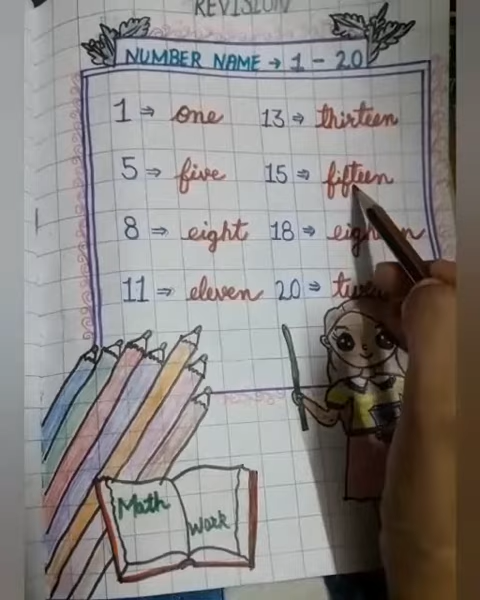 REVISION
NUMBER NAME → 1 - 20
1 ⇒ one 13 ⇒ thirteen
5 ⇒ five 15 ⇒ fifteen
8 ⇒ eight 18 ⇒
11 ⇒ eleven 20 ⇒
Math Work